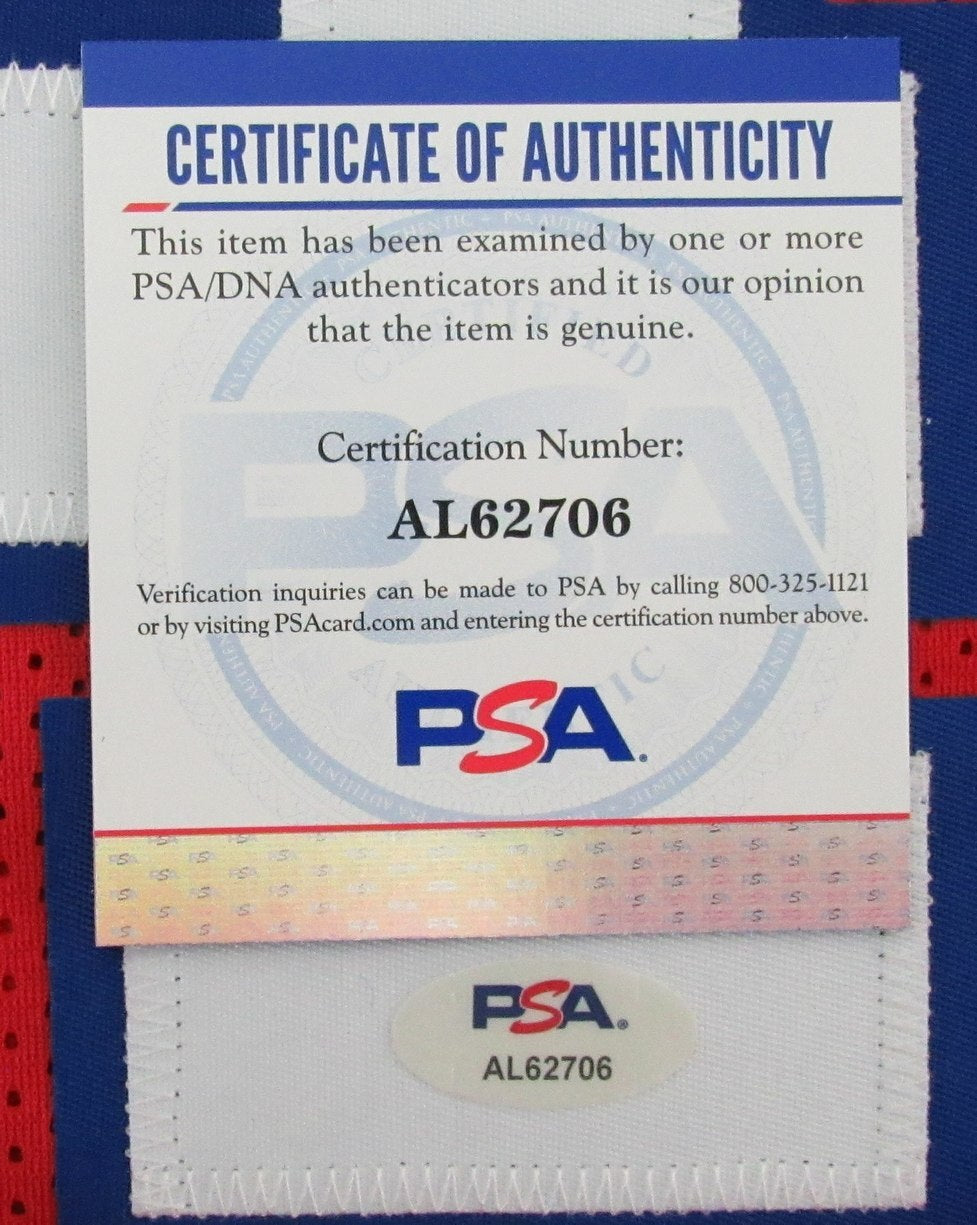 CERTIFICATE OF AUTHENTICITY
This item has been examined by one or more
PSA/DNA authenticators and it is our opinion
that the item is genuine.
Certification Number:
AL62706
Verification inquiries can be made to PSA by calling 800-325-1121
or by visiting PSAcard.com and entering the certification number above.
PSA.
PSA.
AL62706